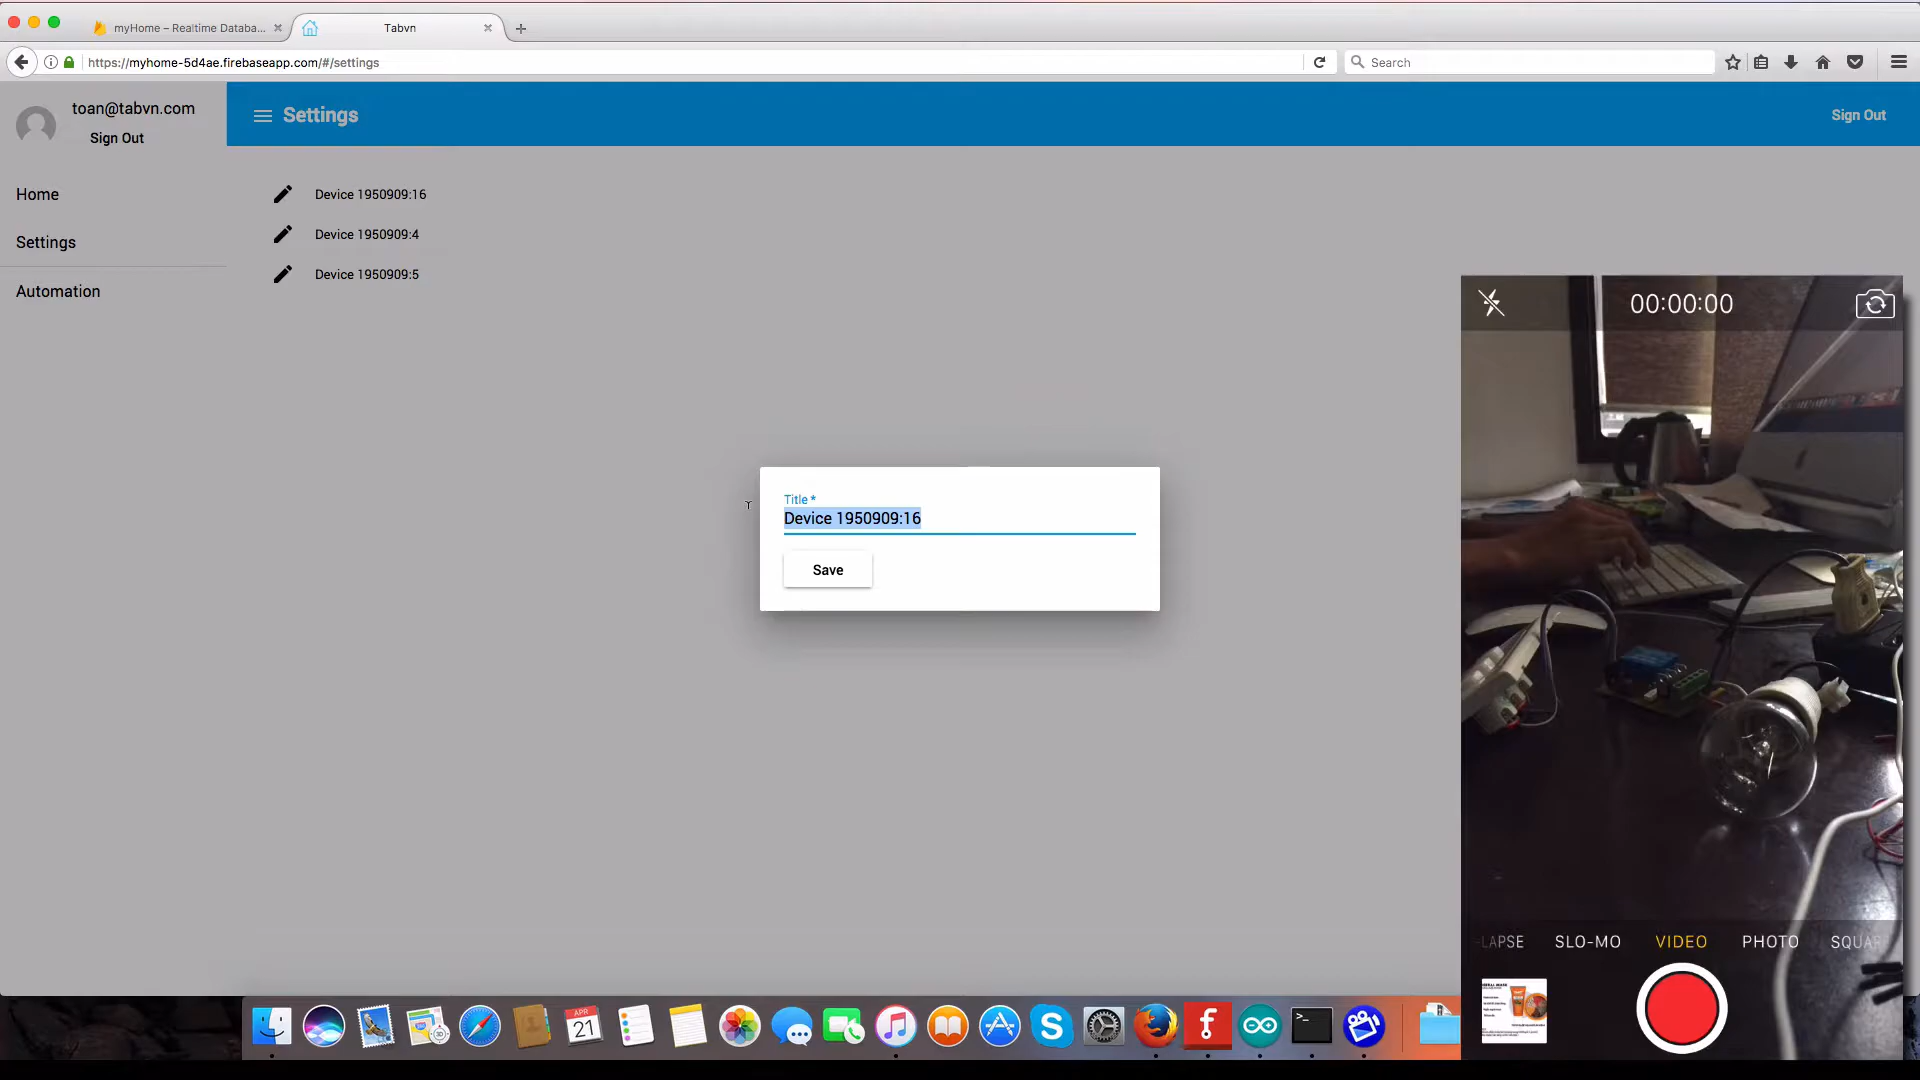 myHome – Realtime Databa...
Tabvn
https://myhome-5d4ae.firebaseapp.com/#/settings
Search
toan@tabvn.com
Sign Out
Settings
Sign Out
Home
Settings
Automation
Device 1950909:16
Device 1950909:4
Device 1950909:5
Title *
Device 1950909:16
Save
00:00:00
-LAPSE SLO-MO VIDEO PHOTO SQUAR
APR
21